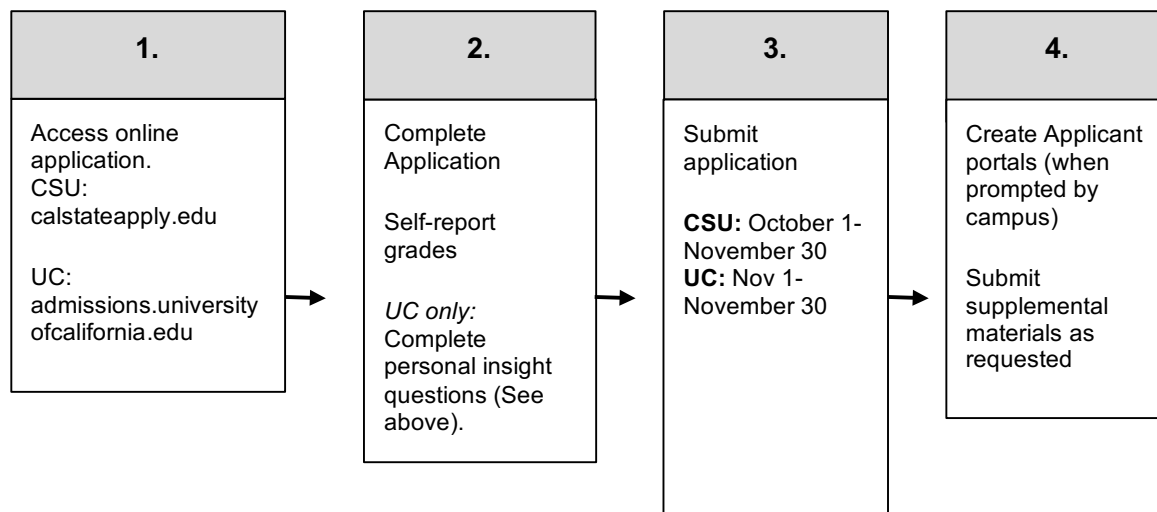 1.
Access online
application.
CSU:
calstateapply.edu
UC:
admissions.university
ofcalifornia.edu
2.
Complete
Application
Self-report
grades
UC only:
Complete
personal insight
questions (See
above).
3.
Submit
application
CSU: October 1-
November 30
UC: Nov 1-
November 30
4.
Create Applicant
portals (when
prompted by
campus)
Submit
supplemental
materials as
requested